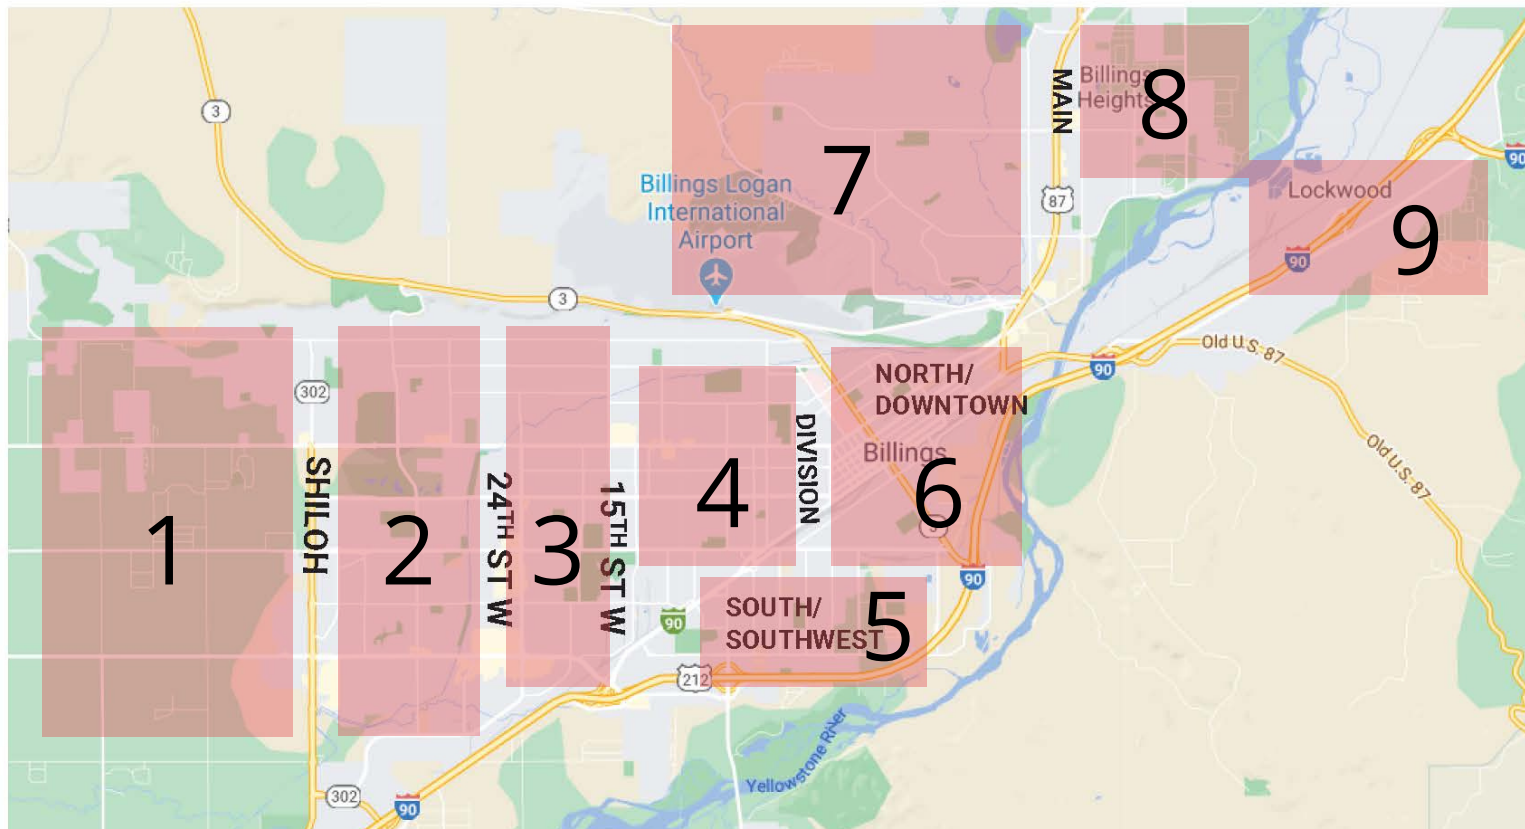 3
MAIN
Billings
Heights
8
90
7
Billings Logan
International
Airport
87
Lockwood
9
90
3
Old U.S. 87
90
302
NORTH/
DOWNTOWN
Billings
6
3
DIVISION
4
SHILOH
24TH ST W
15TH ST W
1
2
3
Old U.S. 87
90
90
SOUTH/
SOUTHWEST
5
212
Yellowstone River
302
90